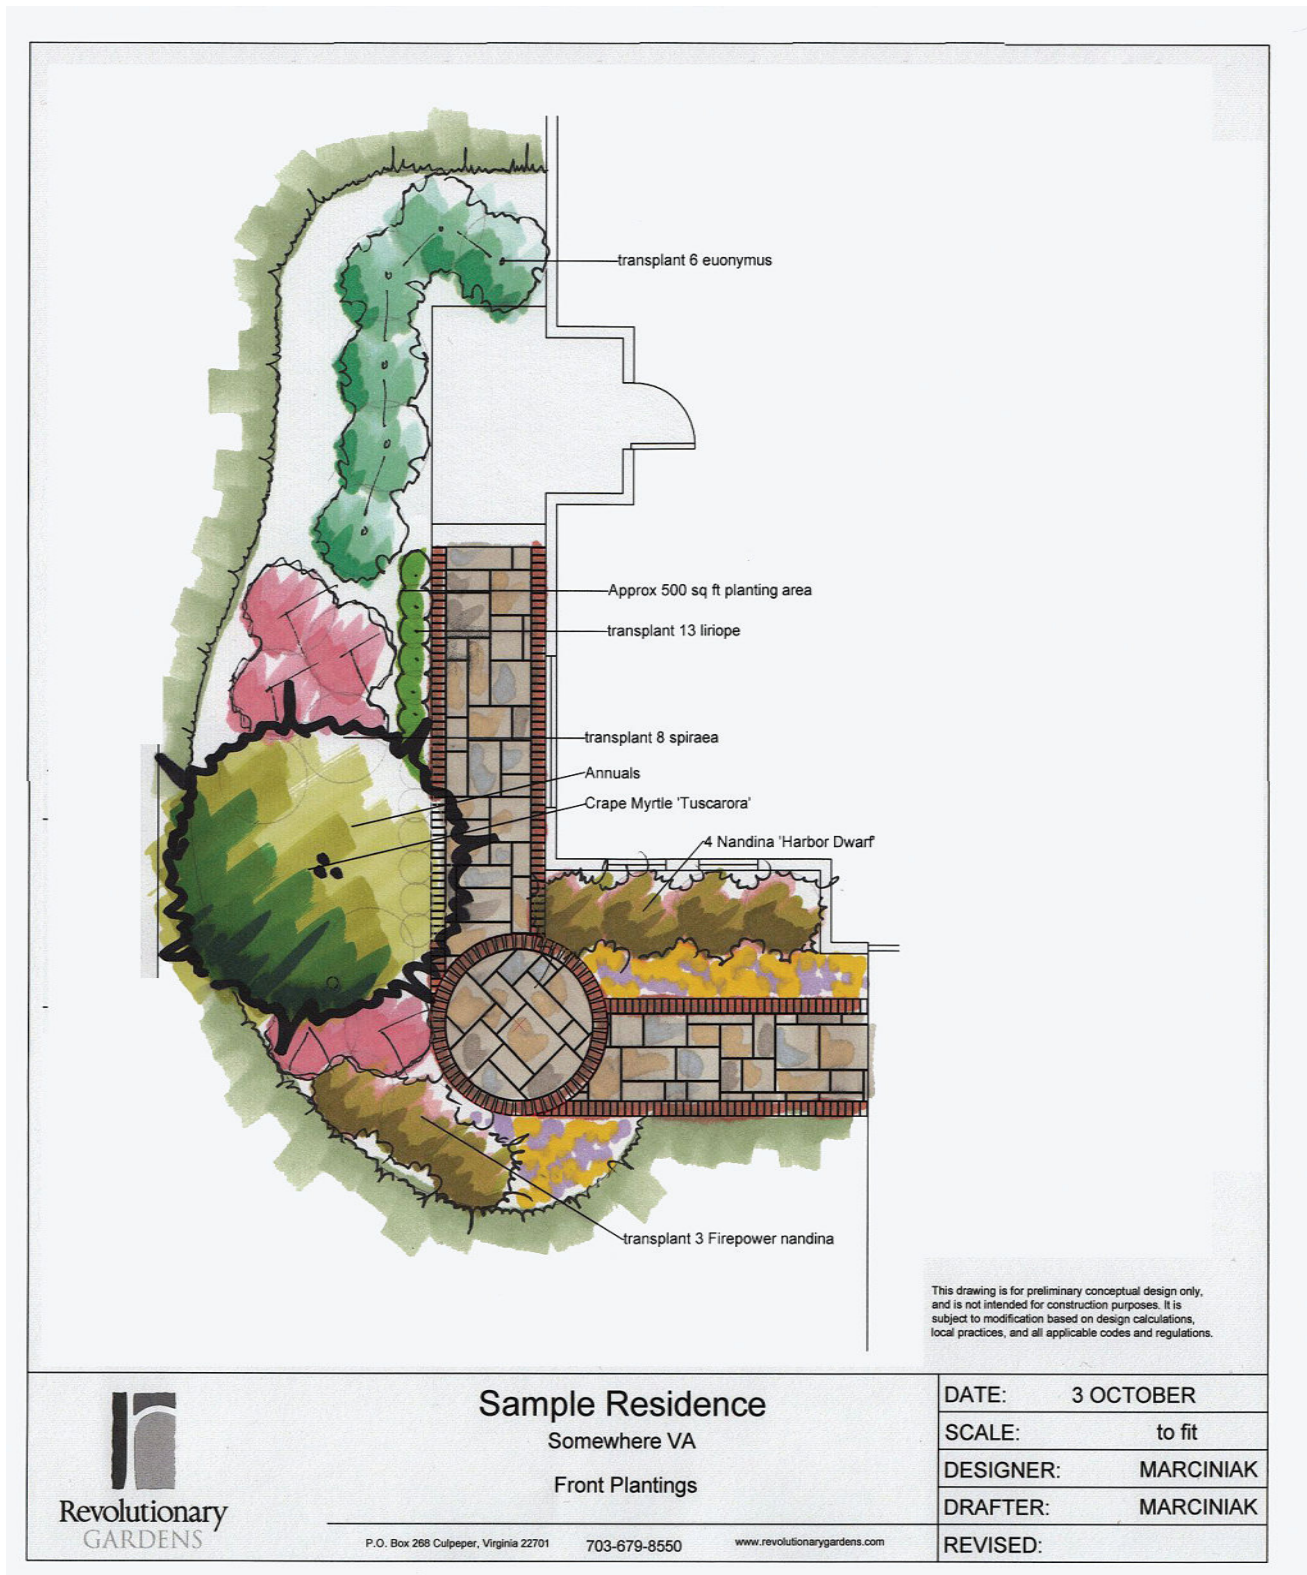 transplant 6 euonymus
Approx 500 sq ft planting area
transplant 13 liriope
transplant 8 spiraea
Annuals
Crape Myrtle 'Tuscarora'
4 Nandina 'Harbor Dwarf'
transplant 3 Firepower nandina
This drawing is for preliminary conceptual design only,
and is not intended for construction purposes. It is
subject to modification based on design calculations,
local practices, and all applicable codes and regulations.
Revolutionary
GARDENS
Sample Residence
Somewhere VA
Front Plantings
P.O. Box 268 Culpeper, Virginia 22701 703-679-8550 www.revolutionarygardens.com
DATE: 3 OCTOBER
SCALE: to fit
DESIGNER: MARCINIAK
DRAFTER: MARCINIAK
REVISED: